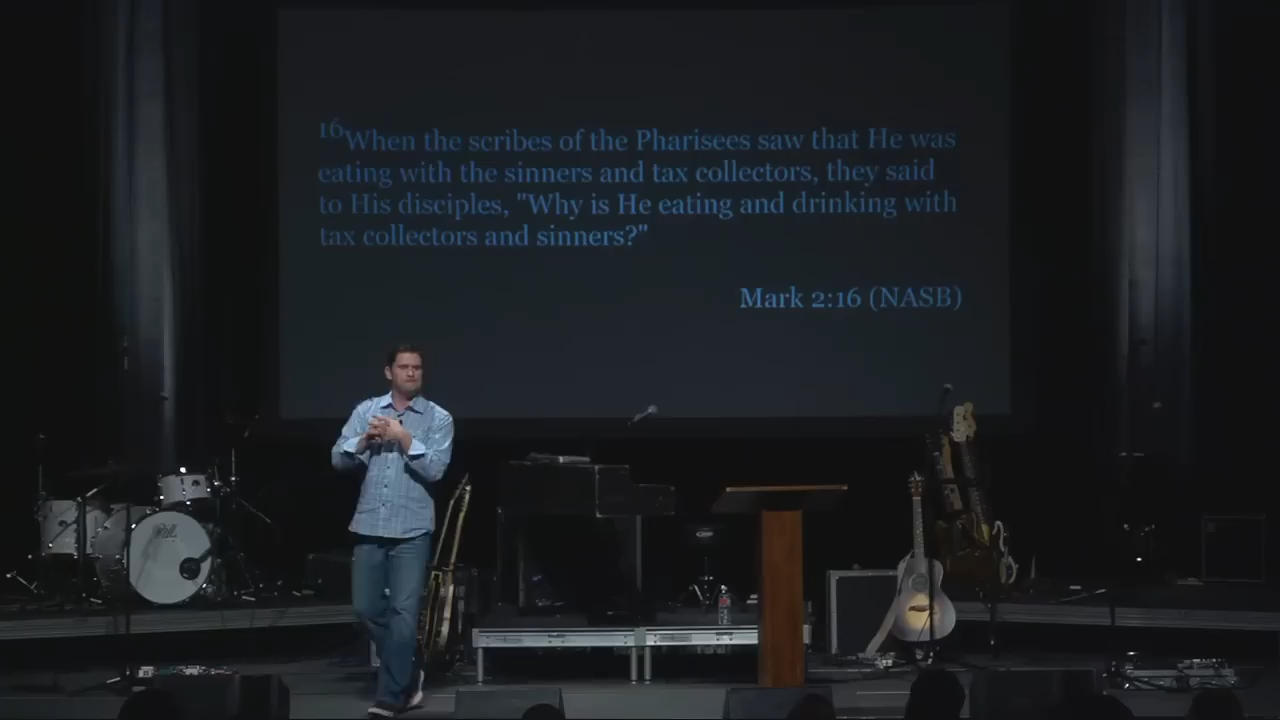 16When the scribes of the Pharisees saw that He was
eating with the sinners and tax collectors, they said
to His disciples, "Why is He eating and drinking with
tax collectors and sinners?"
Mark 2:16 (NASB)